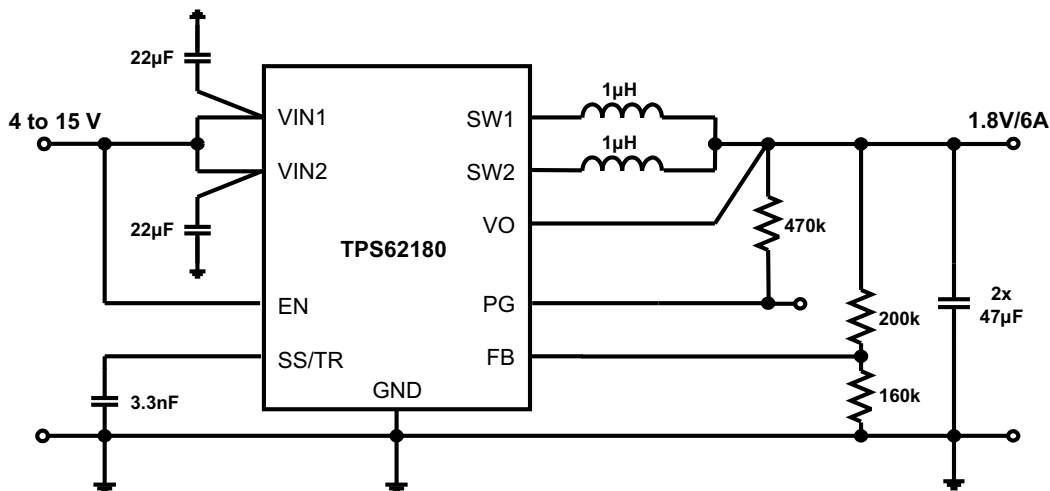 22µF
1µH
4 to 15 V
VIN1
SW1
1.8V/6A
1µH
VIN2
SW2
22µF
VO
470k
TPS62180
EN
PG
2x
47µF
200k
SS/TR
FB
GND
3.3nF
160k